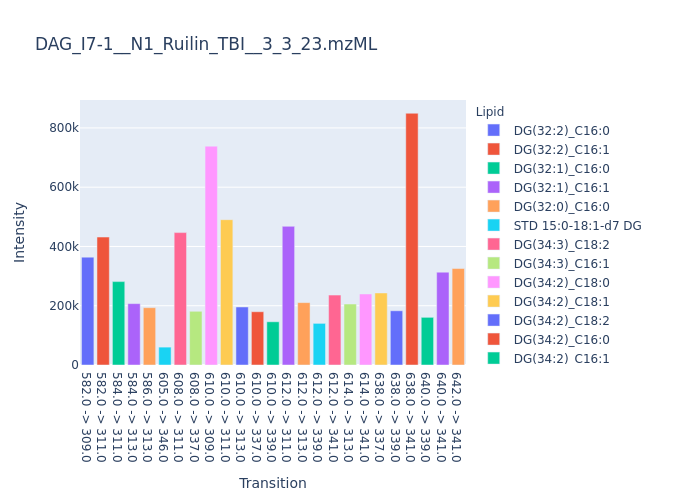 DAG_I7-1__N1_Ruilin_TBI__3_3_23.mzML
Lipid
DG(32:2)_C16:0
DG(32:2)_C16:1
DG(32:1)_C16:0
DG(32:1)_C16:1
DG(32:0)_C16:0
STD 15:0-18:1-d7 DG
DG(34:3)_C18:2
DG(34:3)_C16:1
DG(34:2)_C18:0
DG(34:2)_C18:1
DG(34:2)_C18:2
DG(34:2)_C16:0
DG(34:2)_C16:1
Intensity
800k
600k
400k
200k
0
582.0 -> 309.0
582.0 -> 311.0
584.0 -> 311.0
584.0 -> 313.0
586.0 -> 313.0
605.0 -> 346.0
608.0 -> 311.0
608.0 -> 337.0
610.0 -> 309.0
610.0 -> 311.0
610.0 -> 313.0
610.0 -> 337.0
610.0 -> 339.0
612.0 -> 311.0
612.0 -> 313.0
612.0 -> 339.0
612.0 -> 341.0
614.0 -> 313.0
614.0 -> 341.0
638.0 -> 337.0
638.0 -> 339.0
638.0 -> 341.0
640.0 -> 339.0
640.0 -> 341.0
642.0 -> 341.0
Transition